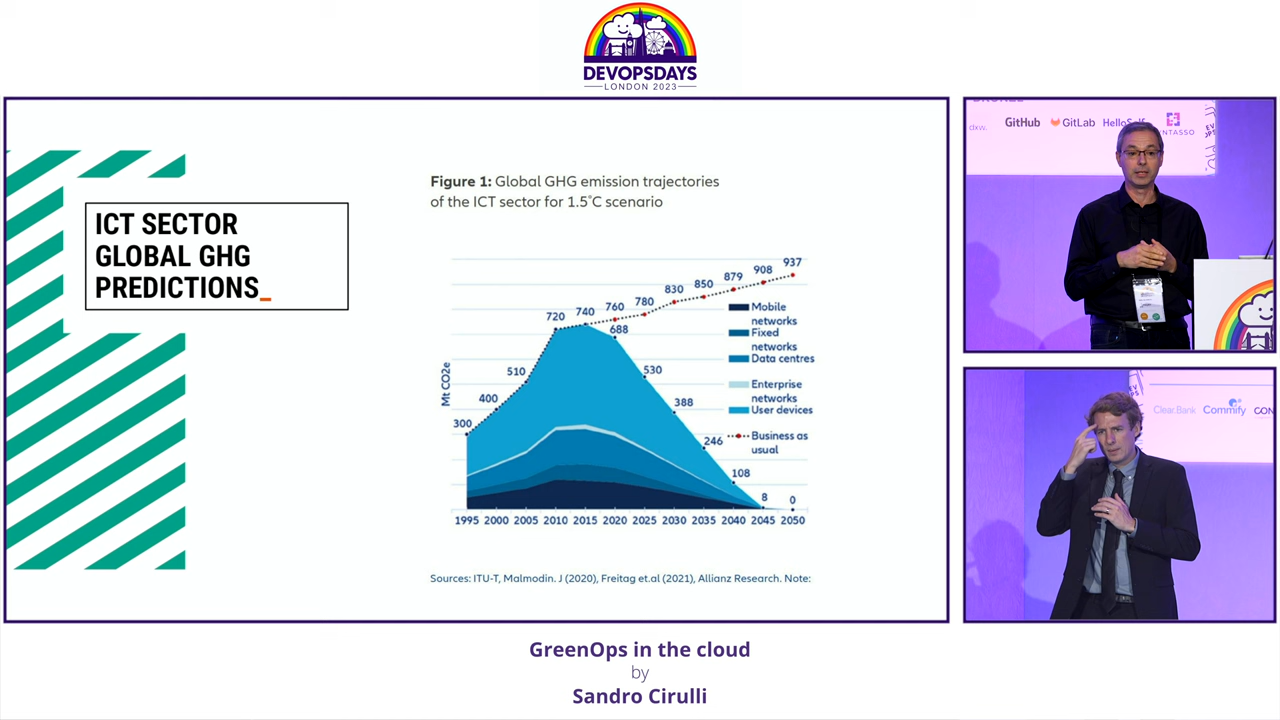 DEVOPSDAYS
LONDON 2023
ICT SECTOR
GLOBAL GHG
PREDICTIONS_
Figure 1: Global GHG emission trajectories
of the ICT sector for 1.5°C scenario
Mt CO2e
300
400
510
720
740
760
780
830
850
879
908
937
688
530
388
246
108
8
0
Mobile
networks
Fixed
networks
Data centres
Enterprise
networks
User devices
Business as
usual
1995 2000 2005 2010 2015 2020 2025 2030 2035 2040 2045 2050
Sources: ITU-T, Malmodin. J (2020), Freitag et.al (2021), Allianz Research. Note:
dxw.
GitHub
GitLab
Clear.Bank
Commify
GreenOps in the cloud
by
Sandro Cirulli